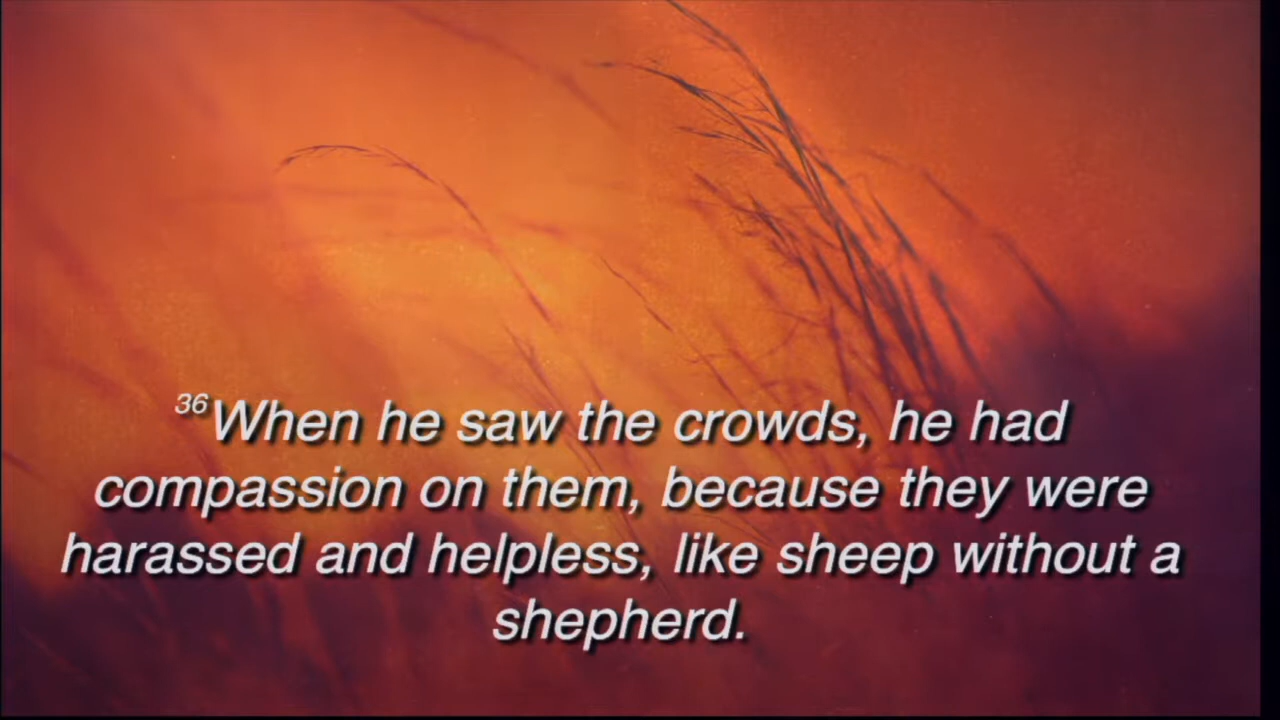 36When he saw the crowds, he had
compassion on them, because they were
harassed and helpless, like sheep without a
shepherd.